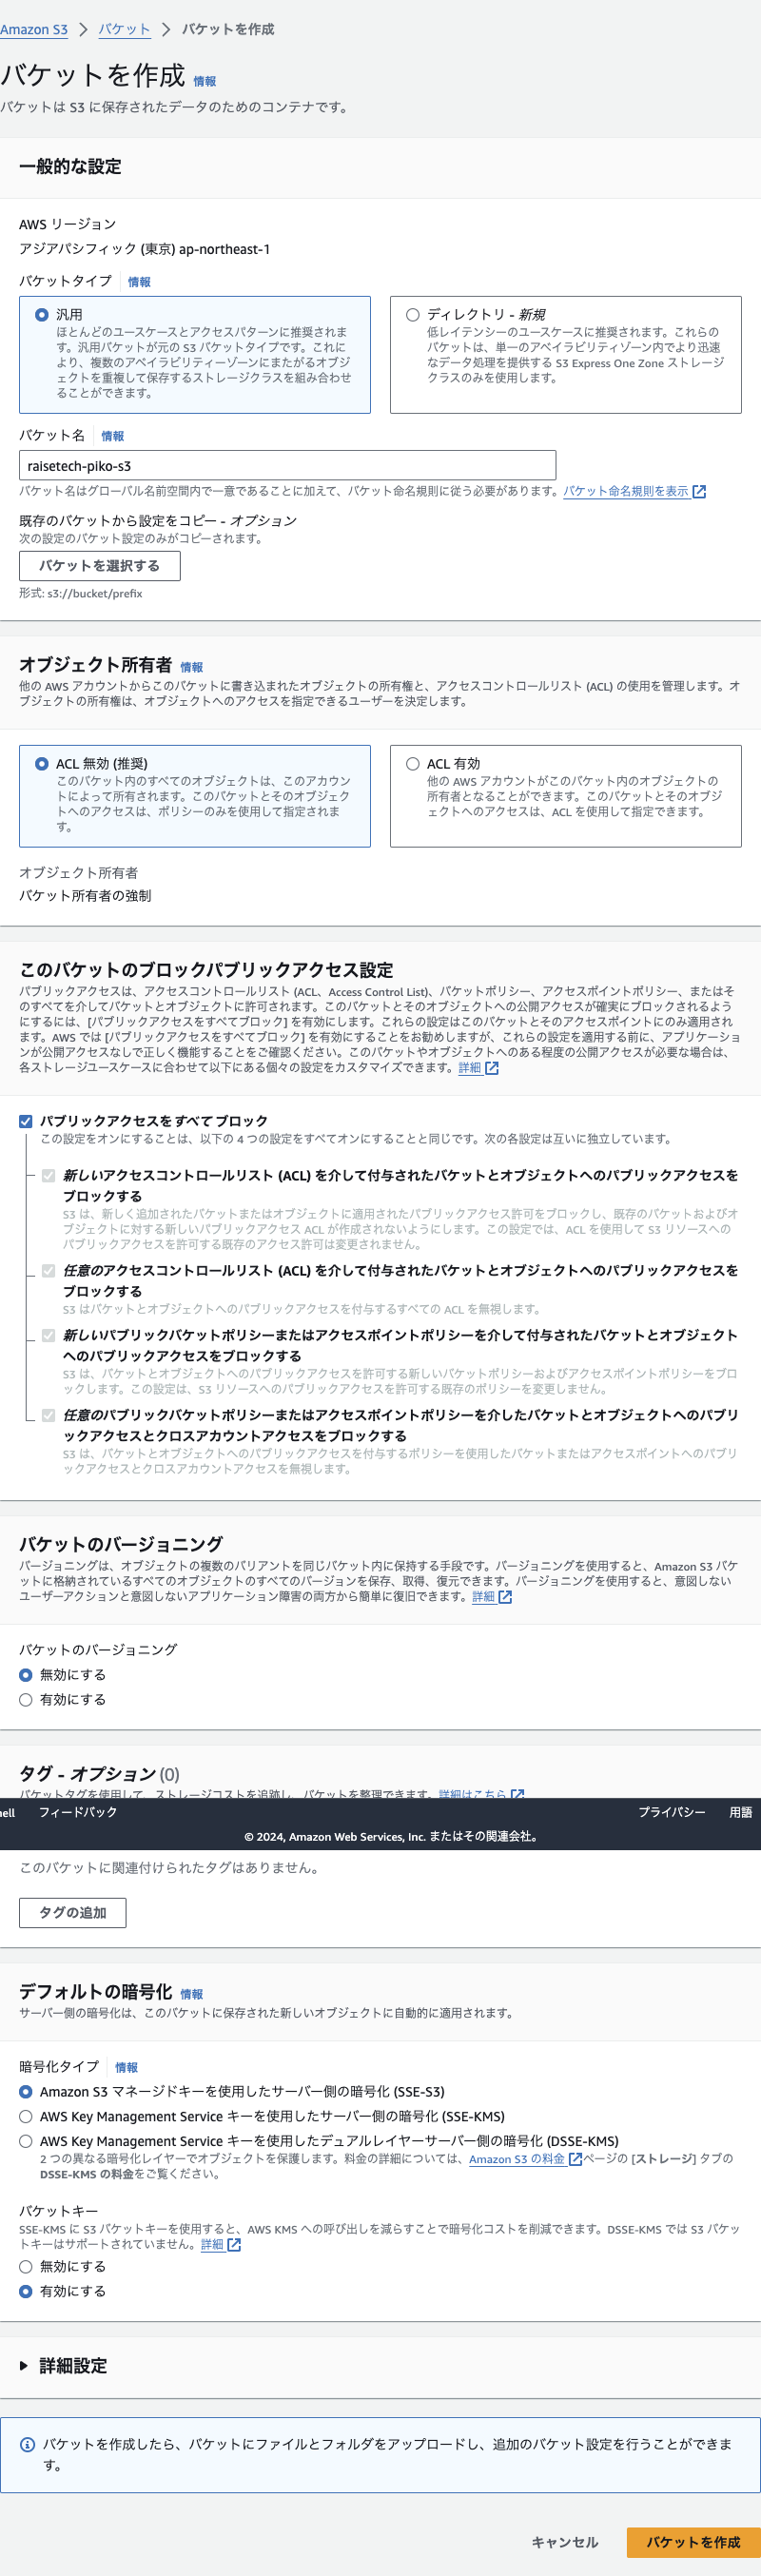 Amazon S3 > バケット > バケットを作成
バケットを作成 情報
バケットは S3 に保存されたデータのためのコンテナです。
一般的な設定
AWS リージョン
アジアパシフィック (東京) ap-northeast-1
バケットタイプ 情報
汎用
ほとんどのユースケースとアクセスパターンに推奨されま
す。汎用バケットが元の S3 バケットタイプです。これに
より、複数のアベイラビリティーゾーンにまたがるオブジ
ェクトを重複して保存するストレージクラスを組み合わせ
ることができます。
ディレクトリ - 新規
低レイテンシーのユースケースに推奨されます。これらの
バケットは、単一のアベイラビリティゾーン内でより迅速
なデータ処理を提供する S3 Express One Zone ストレージ
クラスのみを使用します。
バケット名 情報
raisetech-piko-s3
バケット名はグローバル名前空間内で一意であることに加えて、バケット命名規則に従う必要があります。バケット命名規則を表示
既存のバケットから設定をコピー - オプション
次の設定のバケット設定のみがコピーされます。
バケットを選択する
形式: s3://bucket/prefix
オブジェクト所有者 情報
他の AWS アカウントからこのバケットに書き込まれたオブジェクトの所有権と、アクセスコントロールリスト (ACL) の使用を管理します。オ
ブジェクトの所有権は、オブジェクトへのアクセスを指定できるユーザーを決定します。
ACL 無効 (推奨)
このバケット内のすべてのオブジェクトは、このアカウン
トによって所有されます。このバケットとそのオブジェク
トへのアクセスは、ポリシーのみを使用して指定されま
す。
ACL 有効
他の AWS アカウントがこのバケット内のオブジェクトの
所有者となることができます。このバケットとそのオブジ
ェクトへのアクセスは、ACL を使用して指定できます。
オブジェクト所有者
バケット所有者の強制
このバケットのブロックパブリックアクセス設定
パブリックアクセスは、アクセスコントロールリスト (ACL、Access Control List)、バケットポリシー、アクセスポイントポリシー、またはそ
のすべてを介してバケットとオブジェクトに許可されます。このバケットとそのオブジェクトへの公開アクセスが確実にブロックされるよ
うにするには、[パブリックアクセスをすべてブロック] を有効にします。これらの設定はこのバケットとそのアクセスポイントにのみ適用され
ます。AWS では [パブリックアクセスをすべてブロック] を有効にすることをお勧めしますが、これらの設定を適用する前に、アプリケーショ
ンが公開アクセスなしで正しく機能することをご確認ください。このバケットやオブジェクトへのある程度の公開アクセスが必要な場合は、
各ストレージユースケースに合わせて以下にある個々の設定をカスタマイズできます。詳細
パブリックアクセスをすべて ブロック
この設定をオンにすることは、以下の 4 つの設定をすべてオンにすることと同じです。次の各設定は互いに独立しています。
新しいアクセスコントロールリスト (ACL) を介して付与されたバケットとオブジェクトへのパブリックアクセスを
ブロックする
S3 は、新しく追加されたバケットまたはオブジェクトに適用されたパブリックアクセス許可をブロックし、既存のバケットおよびオ
ブジェクトに対する新しいパブリックアクセス ACL が作成されないようにします。この設定では、ACL を使用して S3 リソースへの
パブリックアクセスを許可する既存のアクセス許可は変更されません。
任意のアクセスコントロールリスト (ACL) を介して付与されたバケットとオブジェクトへのパブリックアクセスを
ブロックする
S3 はバケットとオブジェクトへのパブリックアクセスを付与するすべての ACL を無視します。
新しいパブリックバケットポリシーまたはアクセスポイントポリシーを介して付与されたバケットとオブジェクト
へのパブリックアクセスをブロックする
S3 は、バケットとオブジェクトへのパブリックアクセスを許可する新しいバケットポリシーおよびアクセスポイントポリシーをブロ
ックします。この設定は、S3 リソースへのパブリックアクセスを許可する既存のポリシーを変更しません。
任意のパブリックバケットポリシーまたはアクセスポイントポリシーを介したバケットとオブジェクトへのパブリ
ックアクセスとクロスアカウントアクセスをブロックする
S3 は、バケットとオブジェクトへのパブリックアクセスを付与するポリシーを使用したバケットまたはアクセスポイントへのパブリ
ックアクセスとクロスアカウントアクセスを無視します。
バケットのバージョニング
バージョニングは、オブジェクトの複数のバリアントを同じバケット内に保持する手段です。バージョニングを使用すると、Amazon S3 バケ
ットに格納されているすべてのオブジェクトのすべてのバージョンを保存、取得、復元できます。バージョニングを使用すると、意図しない
ユーザーアクションと意図しないアプリケーション障害の両方から簡単に復旧できます。詳細
バケットのバージョニング
無効にする
有効にする
タグ - オプション (0)
バケットタグを使用して、ストレージコストを追跡し、バケットを整理できます。詳細はこちら
ell フィードバック プライバシー 用語
© 2024, Amazon Web Services, Inc. またはその関連会社。
このバケットに関連付けられたタグはありません。
タグの追加
デフォルトの暗号化 情報
サーバー側の暗号化は、このバケットに保存された新しいオブジェクトに自動的に適用されます。
暗号化タイプ 情報
Amazon S3 マネージドキーを使用したサーバー側の暗号化 (SSE-S3)
AWS Key Management Service キーを使用したサーバー側の暗号化 (SSE-KMS)
AWS Key Management Service キーを使用したデュアルレイヤーサーバー側の暗号化 (DSSE-KMS)
2 つの異なる暗号化レイヤーでオブジェクトを保護します。料金の詳細については、Amazon S3 の料金 ページの [ストレージ] タブの
DSSE-KMS の料金をご覧ください。
バケットキー
SSE-KMS に S3 バケットキーを使用すると、AWS KMS への呼び出しを減らすことで暗号化コストを削減できます。DSSE-KMS では S3 バケッ
トキーはサポートされていません。詳細
無効にする
有効にする
詳細設定
バケットを作成したら、バケットにファイルとフォルダをアップロードし、追加のバケット設定を行うことができま
す。
キャンセル バケットを作成